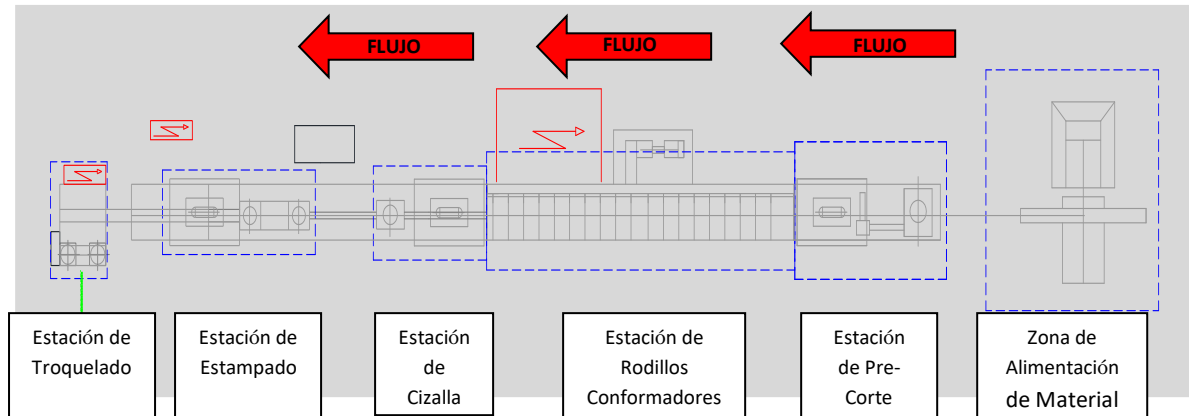 FLUJO
FLUJO
FLUJO
Estación de
Troquelado
Estación de
Estampado
Estación
de
Cizalla
Estación de
Rodillos
Conformadores
Estación
de Pre-
Corte
Zona de
Alimentación
de Material